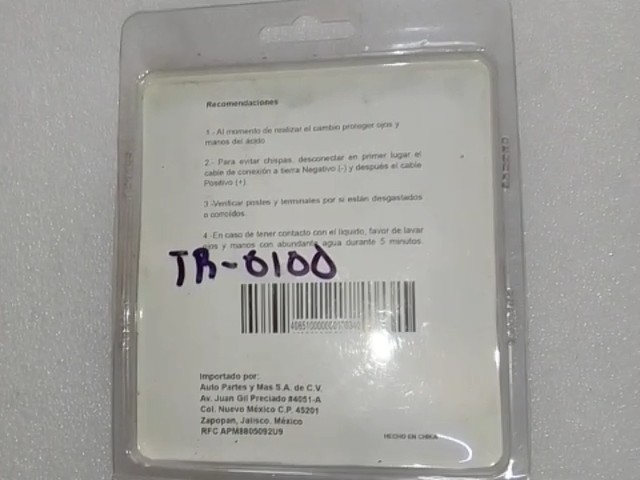 Recomendaciones
1.- Al momento de realizar el cambio proteger ojos y
manos del ácido
2.- Para evitar chispas, desconectar en primer lugar el
cable de conexión a tierra Negativo (-) y después el cable
Positivo (+).
3.-Verificar postes y terminales por si están desgastados
o corroídos.
4.-En caso de tener contacto con el líquido, favor de lavar
ojos y manos con abundante agua durante 5 minutos.
TR-0100
Importado por:
Auto Partes y Mas S.A. de C.V.
Av. Juan Gil Preciado #4051-A
Col. Nuevo México C.P. 45201
Zapopan, Jalisco. México
RFC APM8805092U9
HECHO EN CHINA